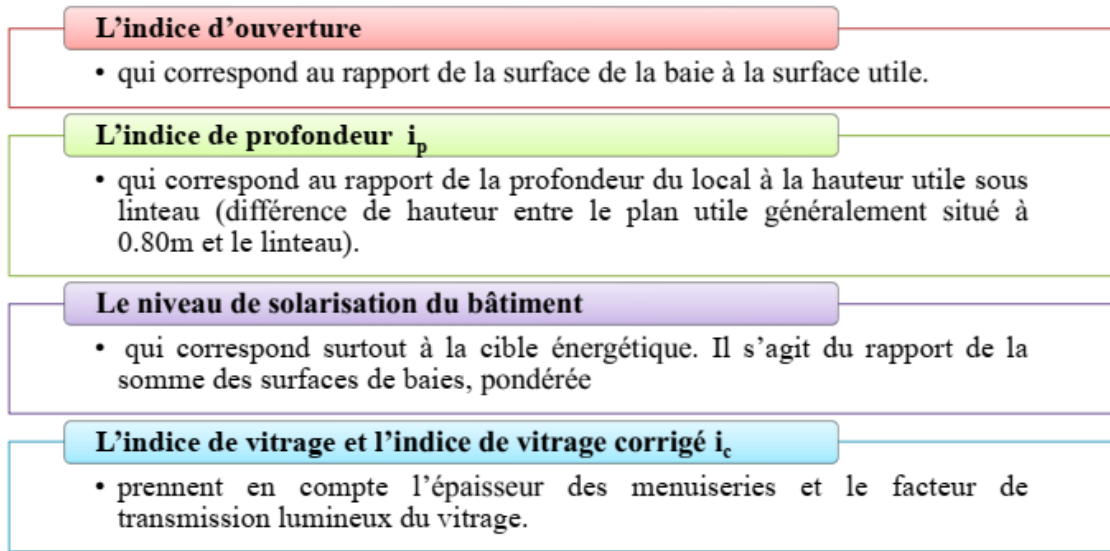 L’indice d’ouverture
• qui correspond au rapport de la surface de la baie à la surface utile.
L’indice de profondeur i_p
• qui correspond au rapport de la profondeur du local à la hauteur utile sous
linteau (différence de hauteur entre le plan utile généralement situé à
0.80m et le linteau).
Le niveau de solarisation du bâtiment
• qui correspond surtout à la cible énergétique. Il s’agit du rapport de la
somme des surfaces de baies, pondérée
L’indice de vitrage et l’indice de vitrage corrigé i_c
• prennent en compte l’épaisseur des menuiseries et le facteur de
transmission lumineux du vitrage.